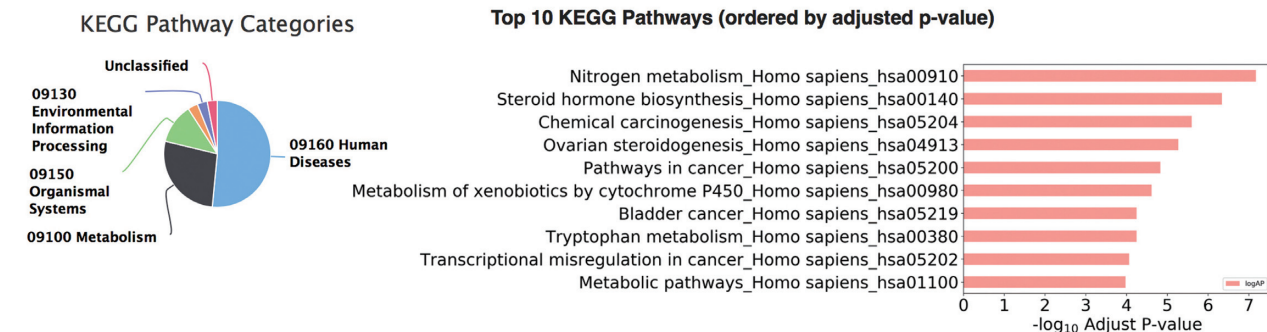 KEGG Pathway Categories
Unclassified
09130
Environmental
Information
Processing
09150
Organismal
Systems
09100 Metabolism
09160 Human
Diseases
Top 10 KEGG Pathways (ordered by adjusted p-value)
Nitrogen metabolism_Homo sapiens_hsa00910
Steroid hormone biosynthesis_Homo sapiens_hsa00140
Chemical carcinogenesis_Homo sapiens_hsa05204
Ovarian steroidogenesis_Homo sapiens_hsa04913
Pathways in cancer_Homo sapiens_hsa05200
Metabolism of xenobiotics by cytochrome P450_Homo sapiens_hsa00980
Bladder cancer_Homo sapiens_hsa05219
Tryptophan metabolism_Homo sapiens_hsa00380
Transcriptional misregulation in cancer_Homo sapiens_hsa05202
Metabolic pathways_Homo sapiens_hsa01100
logAP
0 1 2 3 4 5 6 7
-log₁₀ Adjust P-value